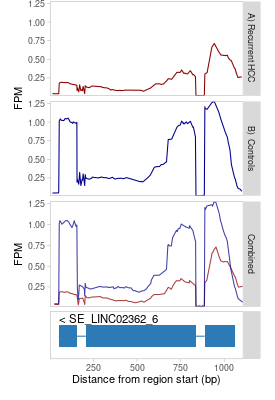 1.25
1.00
0.75
0.50
0.25
FPM
A) Recurrent HCC
1.25
1.00
0.75
0.50
0.25
FPM
B) Controls
1.25
1.00
0.75
0.50
0.25
FPM
Combined
< SE_LINC02362_6
250
500
750
1000
Distance from region start (bp)